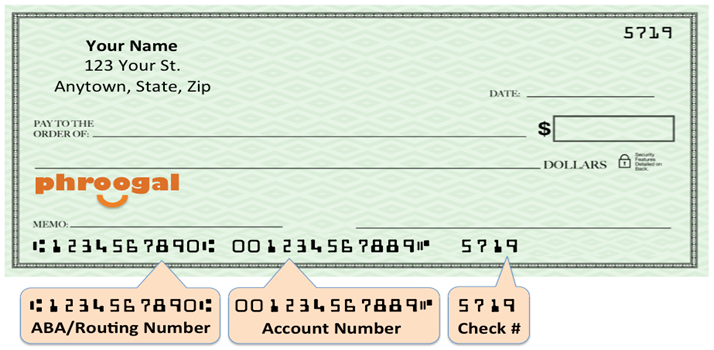 5719
Your Name
123 Your St.
Anytown, State, Zip
DATE:
PAY TO THE
ORDER OF:
$
DOLLARS
Security
Features
Detailed on
Back.
phroogal
MEMO:
⑆1234567890⑆ 001234567889⑈ 5719
⑆1234567890⑆
ABA/Routing Number
001234567889⑈
Account Number
5719
Check #